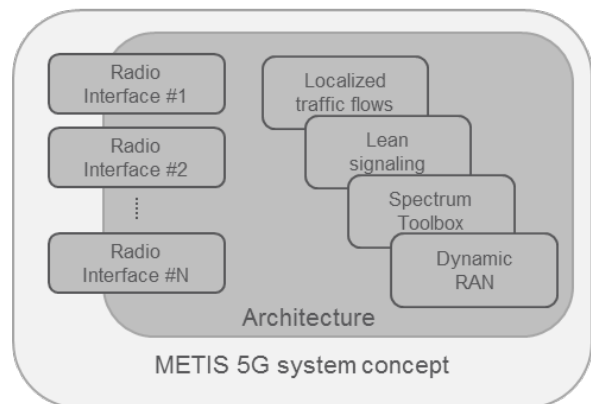 Radio
Interface #1
Radio
Interface #2
Radio
Interface #N
Localized
traffic flows
Lean
signaling
Spectrum
Toolbox
Dynamic
RAN
Architecture
METIS 5G system concept